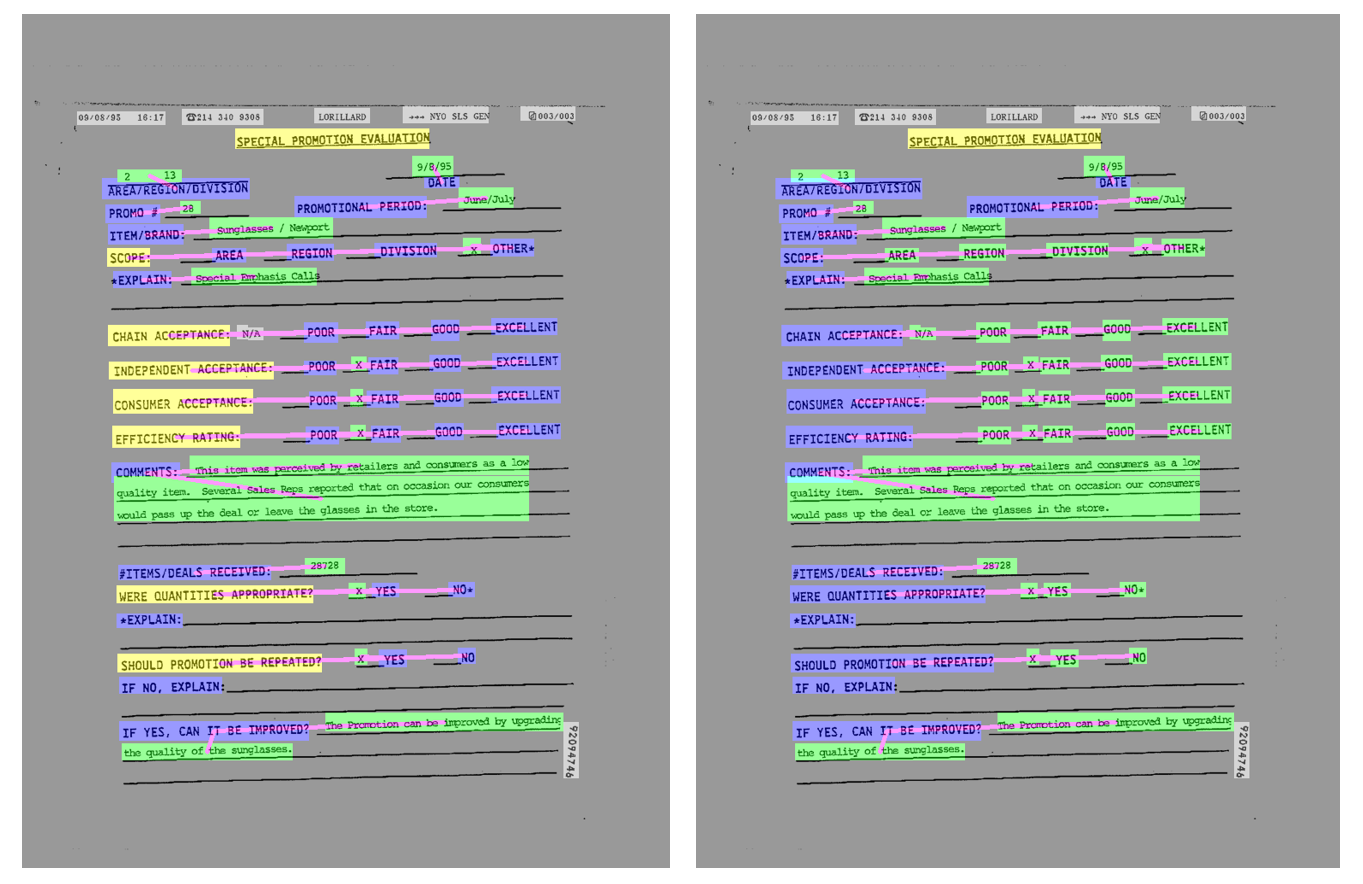 09/08/95 16:17 ☎214 340 9308 LORILLARD →→→ NYO SLS GEN 003/003
SPECIAL PROMOTION EVALUATION
2 13 9/8/95
AREA/REGION/DIVISION DATE
PROMO # 28 PROMOTIONAL PERIOD: June/July
ITEM/BRAND: Sunglasses / Newport
SCOPE: AREA REGION DIVISION x OTHER*
*EXPLAIN: Special Emphasis Calls
CHAIN ACCEPTANCE: N/A POOR FAIR GOOD EXCELLENT
INDEPENDENT ACCEPTANCE: POOR X FAIR GOOD EXCELLENT
CONSUMER ACCEPTANCE: POOR X FAIR GOOD EXCELLENT
EFFICIENCY RATING: POOR X FAIR GOOD EXCELLENT
COMMENTS: This item was perceived by retailers and consumers as a low
quality item. Several Sales Reps reported that on occasion our consumers
would pass up the deal or leave the glasses in the store.
#ITEMS/DEALS RECEIVED: 28728
WERE QUANTITIES APPROPRIATE? x YES NO*
*EXPLAIN:
SHOULD PROMOTION BE REPEATED? X YES NO
IF NO, EXPLAIN:
IF YES, CAN IT BE IMPROVED? The Promotion can be improved by upgrading
the quality of the sunglasses.
92094746
09/08/95 16:17 ☎214 340 9308 LORILLARD →→→ NYO SLS GEN 003/003
SPECIAL PROMOTION EVALUATION
2 13 9/8/95
AREA/REGION/DIVISION DATE
PROMO # 28 PROMOTIONAL PERIOD: June/July
ITEM/BRAND: Sunglasses / Newport
SCOPE: AREA REGION DIVISION x OTHER*
*EXPLAIN: Special Emphasis Calls
CHAIN ACCEPTANCE: N/A POOR FAIR GOOD EXCELLENT
INDEPENDENT ACCEPTANCE: POOR X FAIR GOOD EXCELLENT
CONSUMER ACCEPTANCE: POOR X FAIR GOOD EXCELLENT
EFFICIENCY RATING: POOR X FAIR GOOD EXCELLENT
COMMENTS: This item was perceived by retailers and consumers as a low
quality item. Several Sales Reps reported that on occasion our consumers
would pass up the deal or leave the glasses in the store.
#ITEMS/DEALS RECEIVED: 28728
WERE QUANTITIES APPROPRIATE? x YES NO*
*EXPLAIN:
SHOULD PROMOTION BE REPEATED? X YES NO
IF NO, EXPLAIN:
IF YES, CAN IT BE IMPROVED? The Promotion can be improved by upgrading
the quality of the sunglasses.
92094746